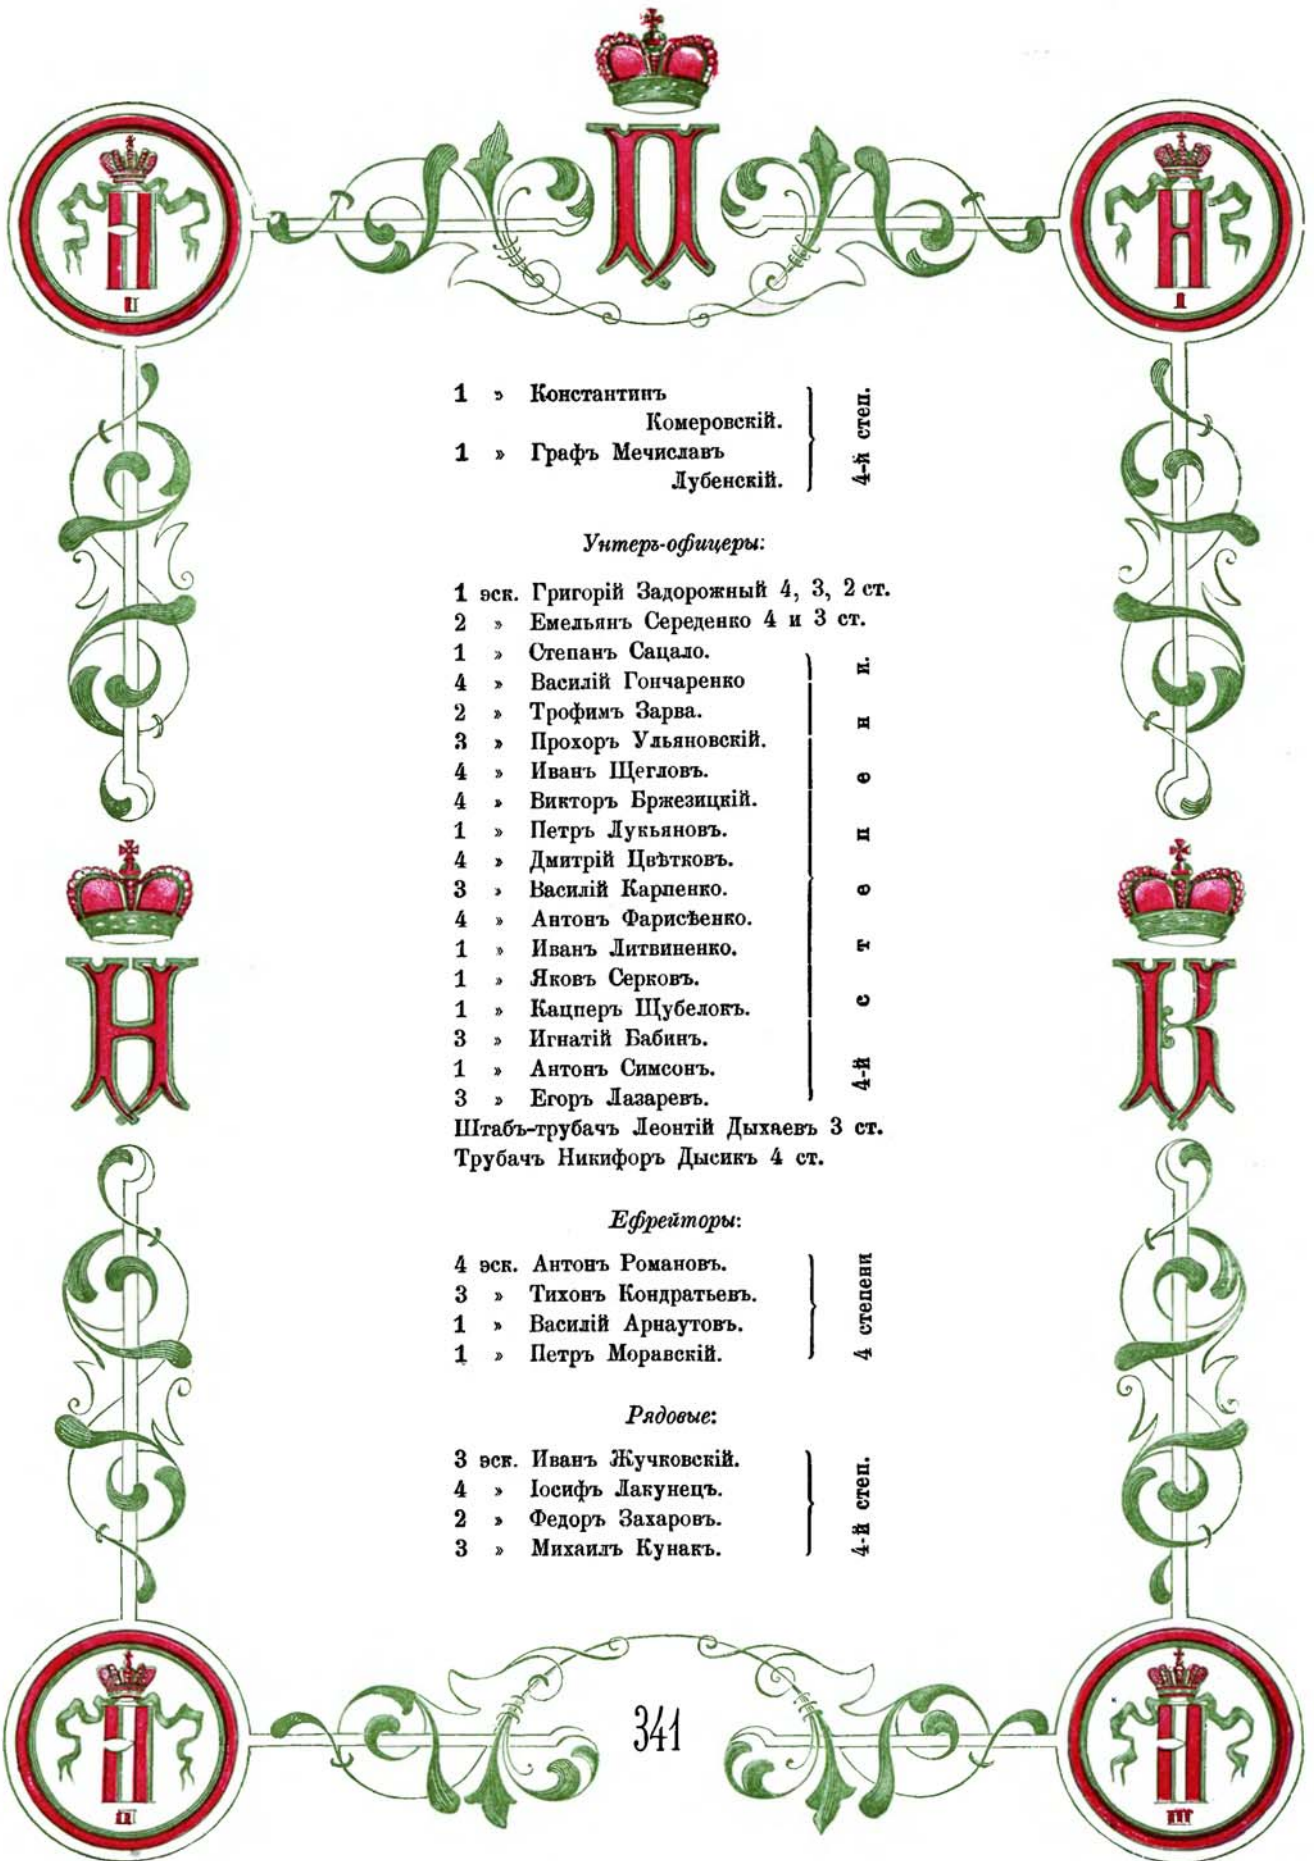 П
II
I
1 » Константинъ
Комеровскій.
1 » Графъ Мечиславъ
Лубенскій.
4-й степ.
Унтеръ-офицеры:
1 эск. Григорій Задорожный 4, 3, 2 ст.
2 » Емельянъ Середенко 4 и 3 ст.
1 » Степанъ Сацало.
4 » Василій Гончаренко
2 » Трофимъ Зарва.
3 » Прохоръ Ульяновскій.
4 » Иванъ Щегловъ.
4 » Викторъ Бржезицкій.
1 » Петръ Лукьяновъ.
4 » Дмитрій Цвѣтковъ.
3 » Василій Карпенко.
4 » Антонъ Фарисѣенко.
1 » Иванъ Литвиненко.
1 » Яковъ Серковъ.
1 » Кацперъ Щубелокъ.
3 » Игнатій Бабинъ.
1 » Антонъ Симсонъ.
3 » Егоръ Лазаревъ.
4-й степени.
Штабъ-трубачъ Леонтій Дыхаевъ 3 ст.
Трубачъ Никифоръ Дысикъ 4 ст.
Н
К
Ефрейторы:
4 эск. Антонъ Романовъ.
3 » Тихонъ Кондратьевъ.
1 » Василій Арнаутовъ.
1 » Петръ Моравскій.
4 степени
Рядовые:
3 эск. Иванъ Жучковскій.
4 » Іосифъ Лакунецъ.
2 » Федоръ Захаровъ.
3 » Михаилъ Кунакъ.
4-й степ.
341
III